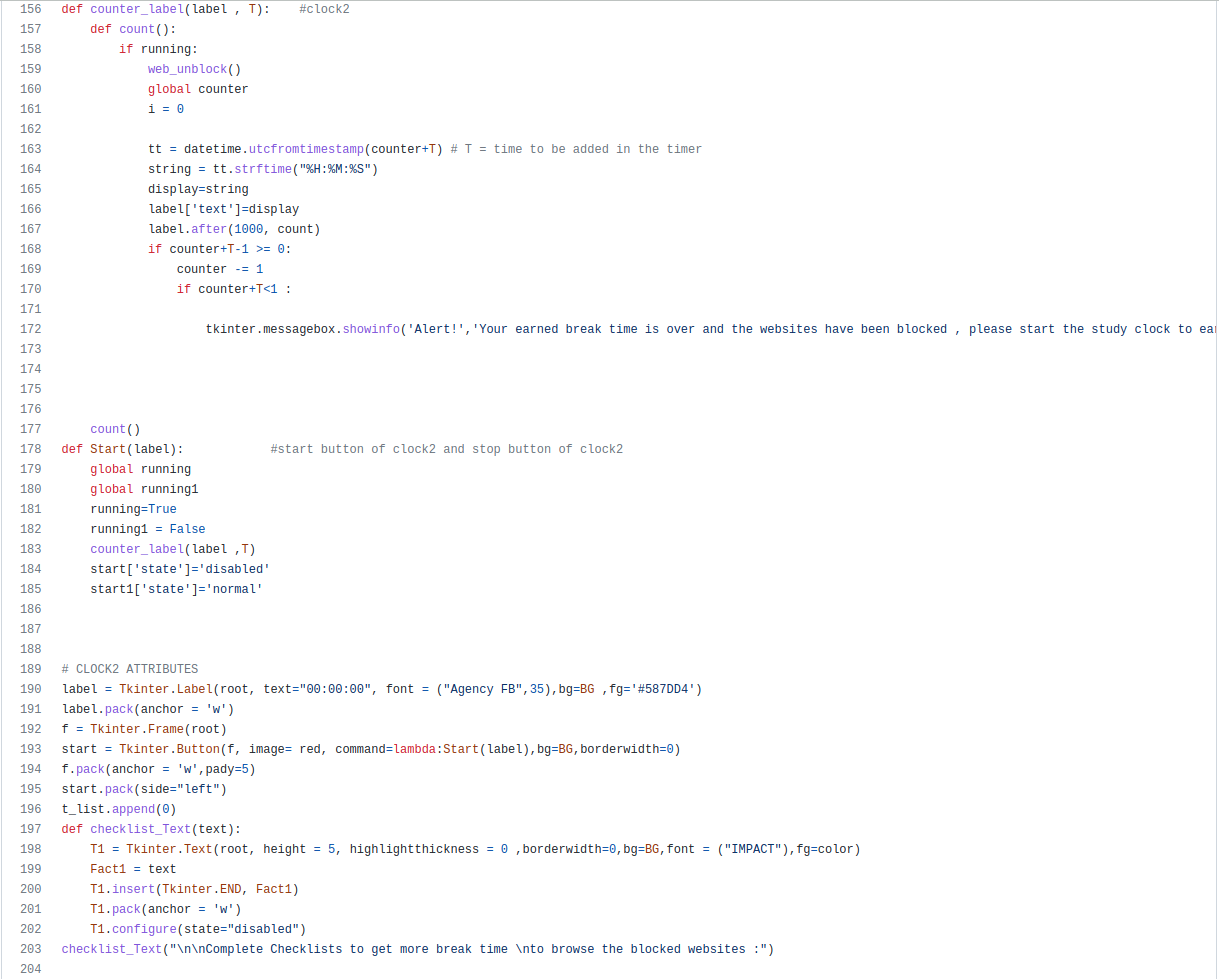 156 def counter_label(label , T):    #clock2
157     def count():
158         if running:
159             web_unblock()
160             global counter
161             i = 0
162
163             tt = datetime.utcfromtimestamp(counter+T) # T = time to be added in the timer
164             string = tt.strftime("%H:%M:%S")
165             display=string
166             label['text']=display
167             label.after(1000, count)
168             if counter+T-1 >= 0:
169                 counter -= 1
170                 if counter+T<1 :
171
172                     tkinter.messagebox.showinfo('Alert!','Your earned break time is over and the websites have been blocked , please start the study clock to
173
174
175
176
177     count()
178 def Start(label):            #start button of clock2 and stop button of clock2
179     global running
180     global running1
181     running=True
182     running1 = False
183     counter_label(label ,T)
184     start['state']='disabled'
185     start1['state']='normal'
186
187
188
189 # CLOCK2 ATTRIBUTES
190 label = Tkinter.Label(root, text="00:00:00", font = ("Agency FB",35),bg=BG ,fg='#587DD4')
191 label.pack(anchor = 'w')
192 f = Tkinter.Frame(root)
193 start = Tkinter.Button(f, image= red, command=lambda:Start(label),bg=BG,borderwidth=0)
194 f.pack(anchor = 'w',pady=5)
195 start.pack(side="left")
196 t_list.append(0)
197 def checklist_Text(text):
198     T1 = Tkinter.Text(root, height = 5, highlightthickness = 0 ,borderwidth=0,bg=BG,font = ("IMPACT"),fg=color)
199     Fact1 = text
200     T1.insert(Tkinter.END, Fact1)
201     T1.pack(anchor = 'w')
202     T1.configure(state="disabled")
203 checklist_Text("\n\nComplete Checklists to get more break time \nto browse the blocked websites :")
204